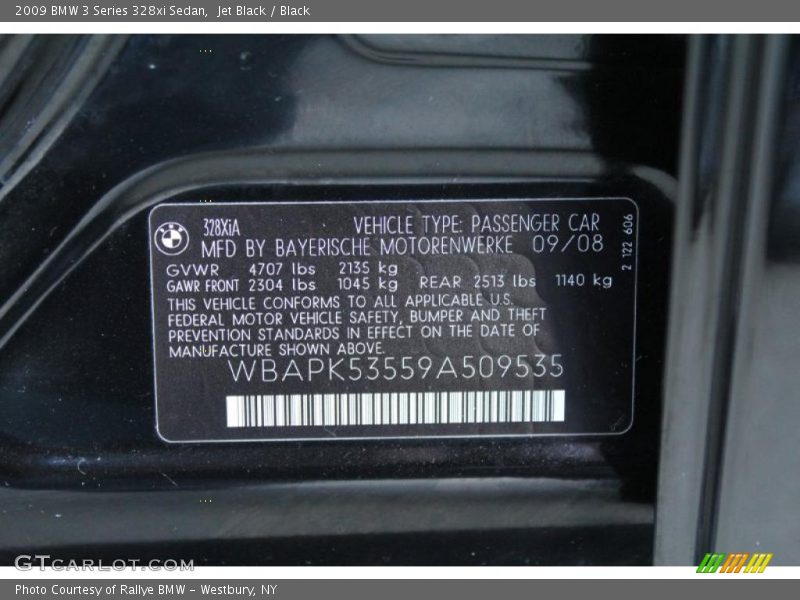 2009 BMW 3 Series 328xi Sedan,  Jet Black / Black
328XiA
VEHICLE TYPE: PASSENGER CAR
MFD BY BAYERISCHE MOTORENWERKE 09/08
GVWR 4707 lbs 2135 kg
GAWR FRONT 2304 lbs 1045 kg REAR 2513 lbs 1140 kg
THIS VEHICLE CONFORMS TO ALL APPLICABLE U.S.
FEDERAL MOTOR VEHICLE SAFETY, BUMPER AND THEFT
PREVENTION STANDARDS IN EFFECT ON THE DATE OF
MANUFACTURE SHOWN ABOVE.
WBAPK53559A509535
2 122 606
GTCARLOT.COM
Photo Courtesy of Rallye BMW - Westbury, NY